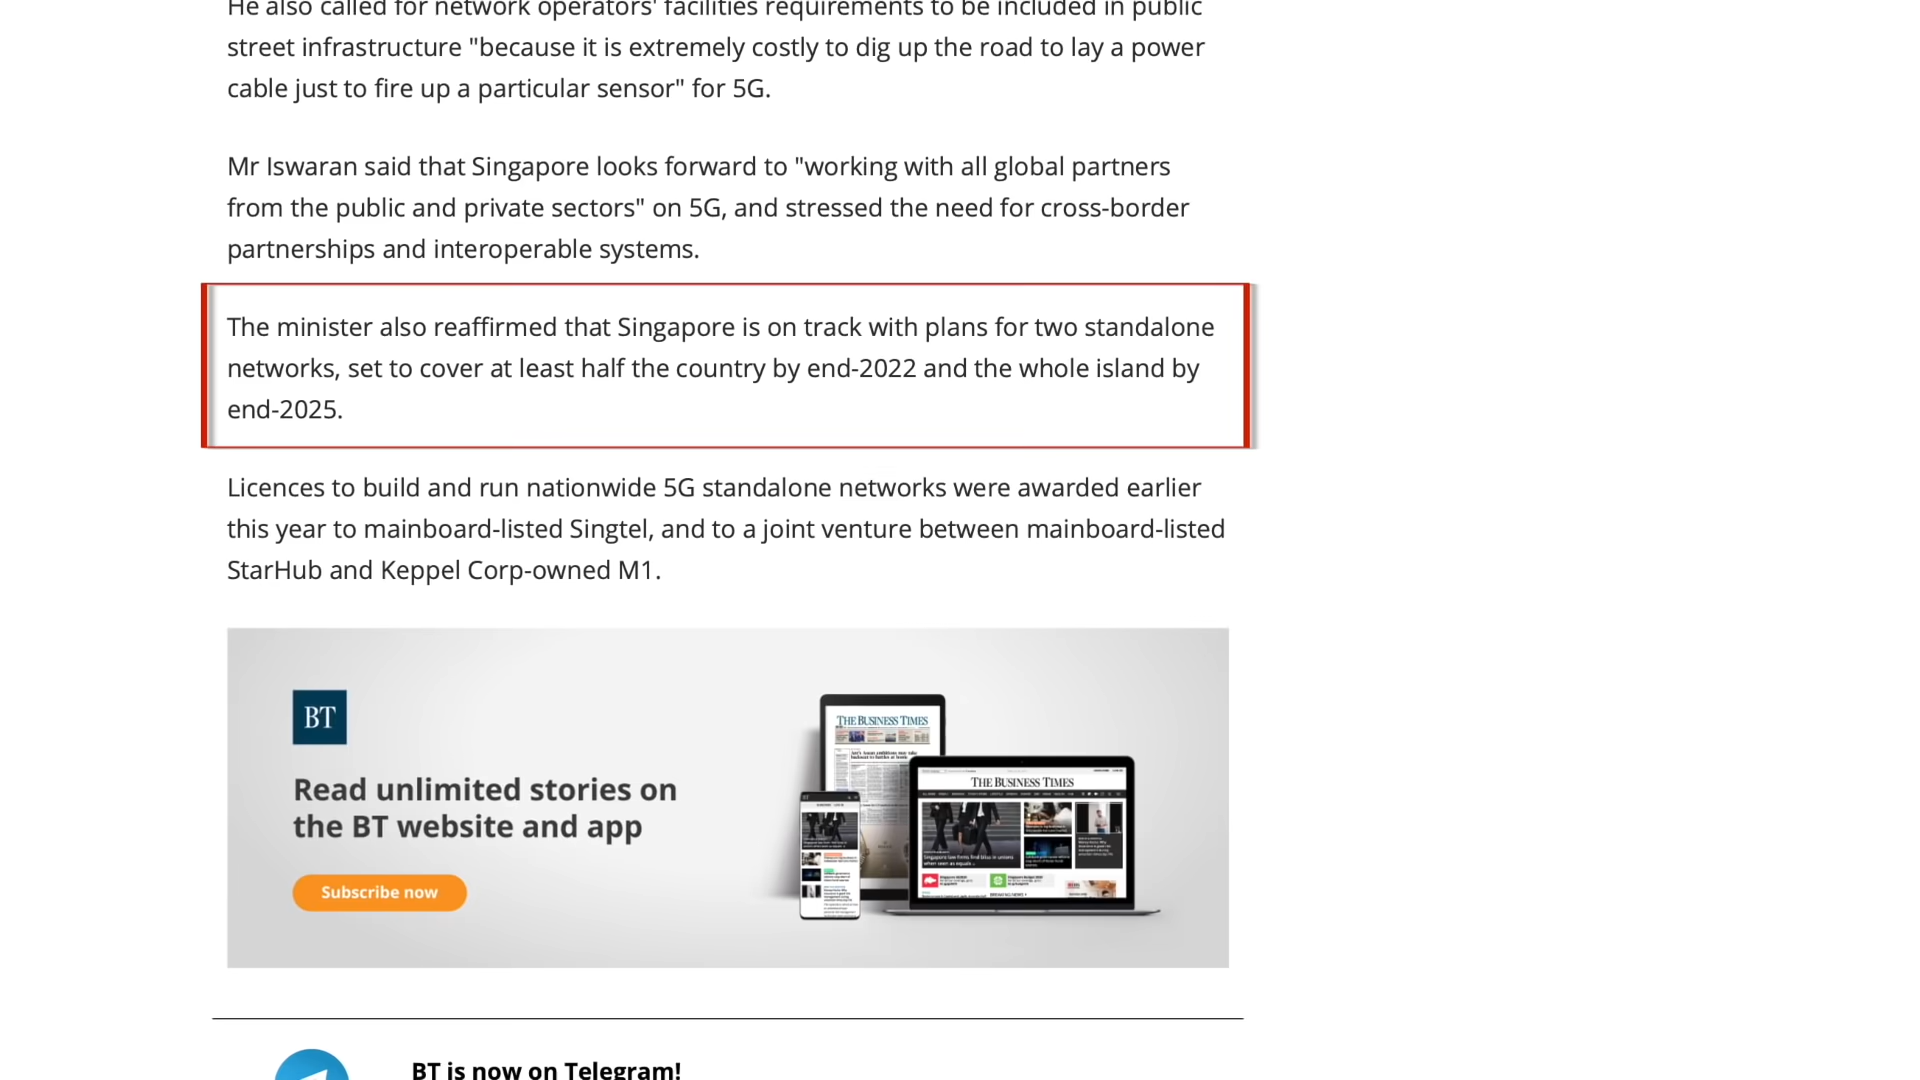 He also called for network operators' facilities requirements to be included in public
street infrastructure "because it is extremely costly to dig up the road to lay a power
cable just to fire up a particular sensor" for 5G.
Mr Iswaran said that Singapore looks forward to "working with all global partners
from the public and private sectors" on 5G, and stressed the need for cross-border
partnerships and interoperable systems.
The minister also reaffirmed that Singapore is on track with plans for two standalone
networks, set to cover at least half the country by end-2022 and the whole island by
end-2025.
Licences to build and run nationwide 5G standalone networks were awarded earlier
this year to mainboard-listed Singtel, and to a joint venture between mainboard-listed
StarHub and Keppel Corp-owned M1.
BT
Read unlimited stories on
the BT website and app
Subscribe now
THE BUSINESS TIMES
THE BUSINESS TIMES
BT is now on Telegram!